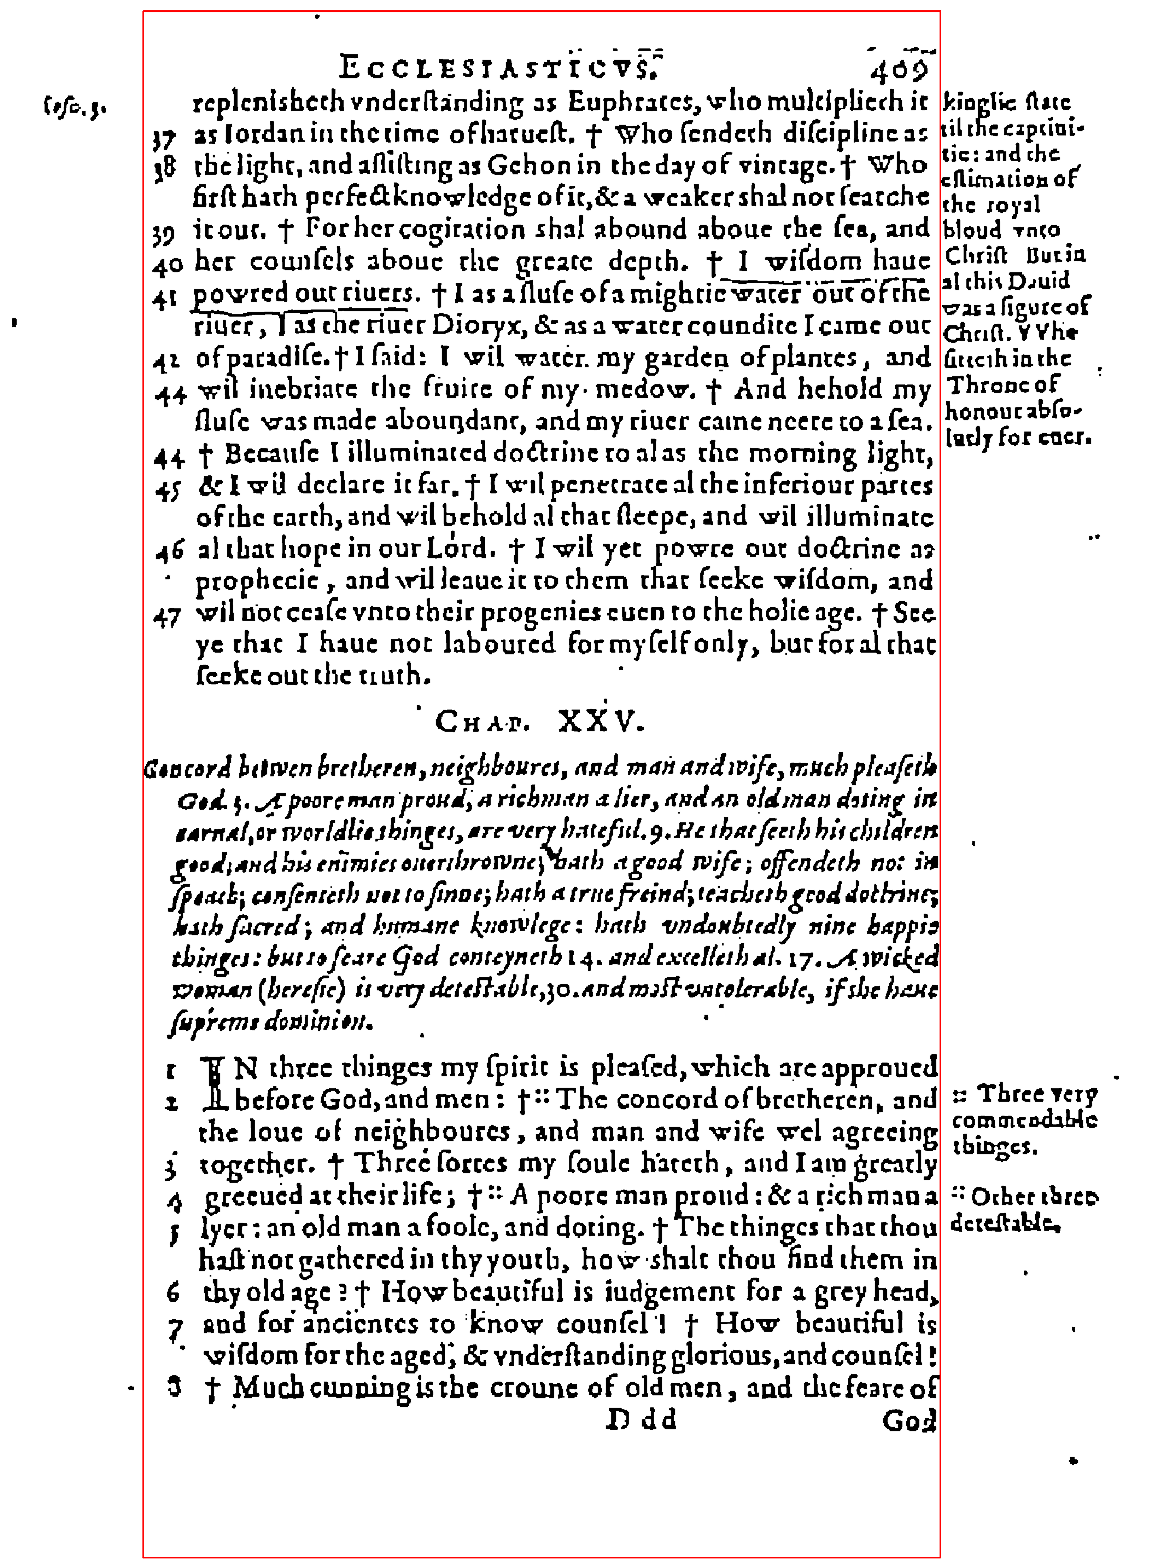 ECCLESIASTICVS. 409
replenisheth vnderstanding as Euphrates, who multiplieth it
37 as Iordan in the time of haruest. † Who sendeth discipline as
38 the light, and assisting as Gehon in the day of vintage. † Who
first hath perfect knowledge of it, & a weaker shal not searche
39 it out. † For her cogitation shal abound aboue the sea, and
40 her counsels aboue the greate depth. † I wisdom haue
41 powred out riuers. † I as a sluse of a mightie water out of the
riuer, I as the riuer Dioryx, & as a water coundite I came out
42 of paradise. † I said: I wil water my garden of plantes, and
44 wil inebriate the fruite of my medow. † And hehold my
sluse was made aboundant, and my riuer came neere to a sea.
44 † Because I illuminated doctrine to al as the morning light,
45 & I wil declare it far. † I wil penetrate al the inferiour partes
of the earth, and wil behold al that sleepe, and wil illuminate
46 al that hope in our Lord. † I wil yet powre out doctrine as
prophecie, and wil leaue it to them that seeke wisdom, and
47 wil not cease vnto their progenies euen to the holie age. † See
ye that I haue not laboured for my self only, but for al that
seeke out the truth.
kinglie state
til the captiui-
tie: and the
estimation of
the royal
bloud vnto
Christ But in
al this Dauid
was a figure of
Christ. VVho
sitteth in the
Throne of
honour abso-
lutly for euer.
CHAP. XXV.
Concord betwen bretheren, neighboures, and man and wife, much pleaseth
God. 3. A poore man proud, a richman a lier, and an old man doting in
carnal, or worldlie thinges, are very hateful. 9. He that seeth his children
good; and his enimies ouerthrowne; hath a good wife; offendeth not in
speach; consenteth not to sinne; hath a true freind; teacheth good doctrine;
hath sacred; and humane knowlege: hath vndoubtedly nine happie
thinges: but to feare God conteyneth 14. and excelleth al. 17. A wicked
woman (heresie) is very detestable, 30. and most vntolerable, if she haue
supreme dominion.
1 IN three thinges my spirit is pleased, which are approued
2 before God, and men: † :: The concord of bretheren, and
the loue of neighboures, and man and wife wel agreeing
3 together. † Three sortes my soule hateth, and I am greatly
4 greeued at their life; † :: A poore man proud: & a rich man a
5 lyer: an old man a foole, and doting. † The thinges that thou
hast not gathered in thy youth, how shalt thou find them in
6 thy old age? † How beautiful is iudgement for a grey head,
7 and for ancientes to know counsel! † How beautiful is
wisdom for the aged, & vnderstanding glorious, and counsel!
8 † Much cunning is the croune of old men, and the feare of
:: Three very
commendable
thinges.
:: Other three
detestable.
Ddd God